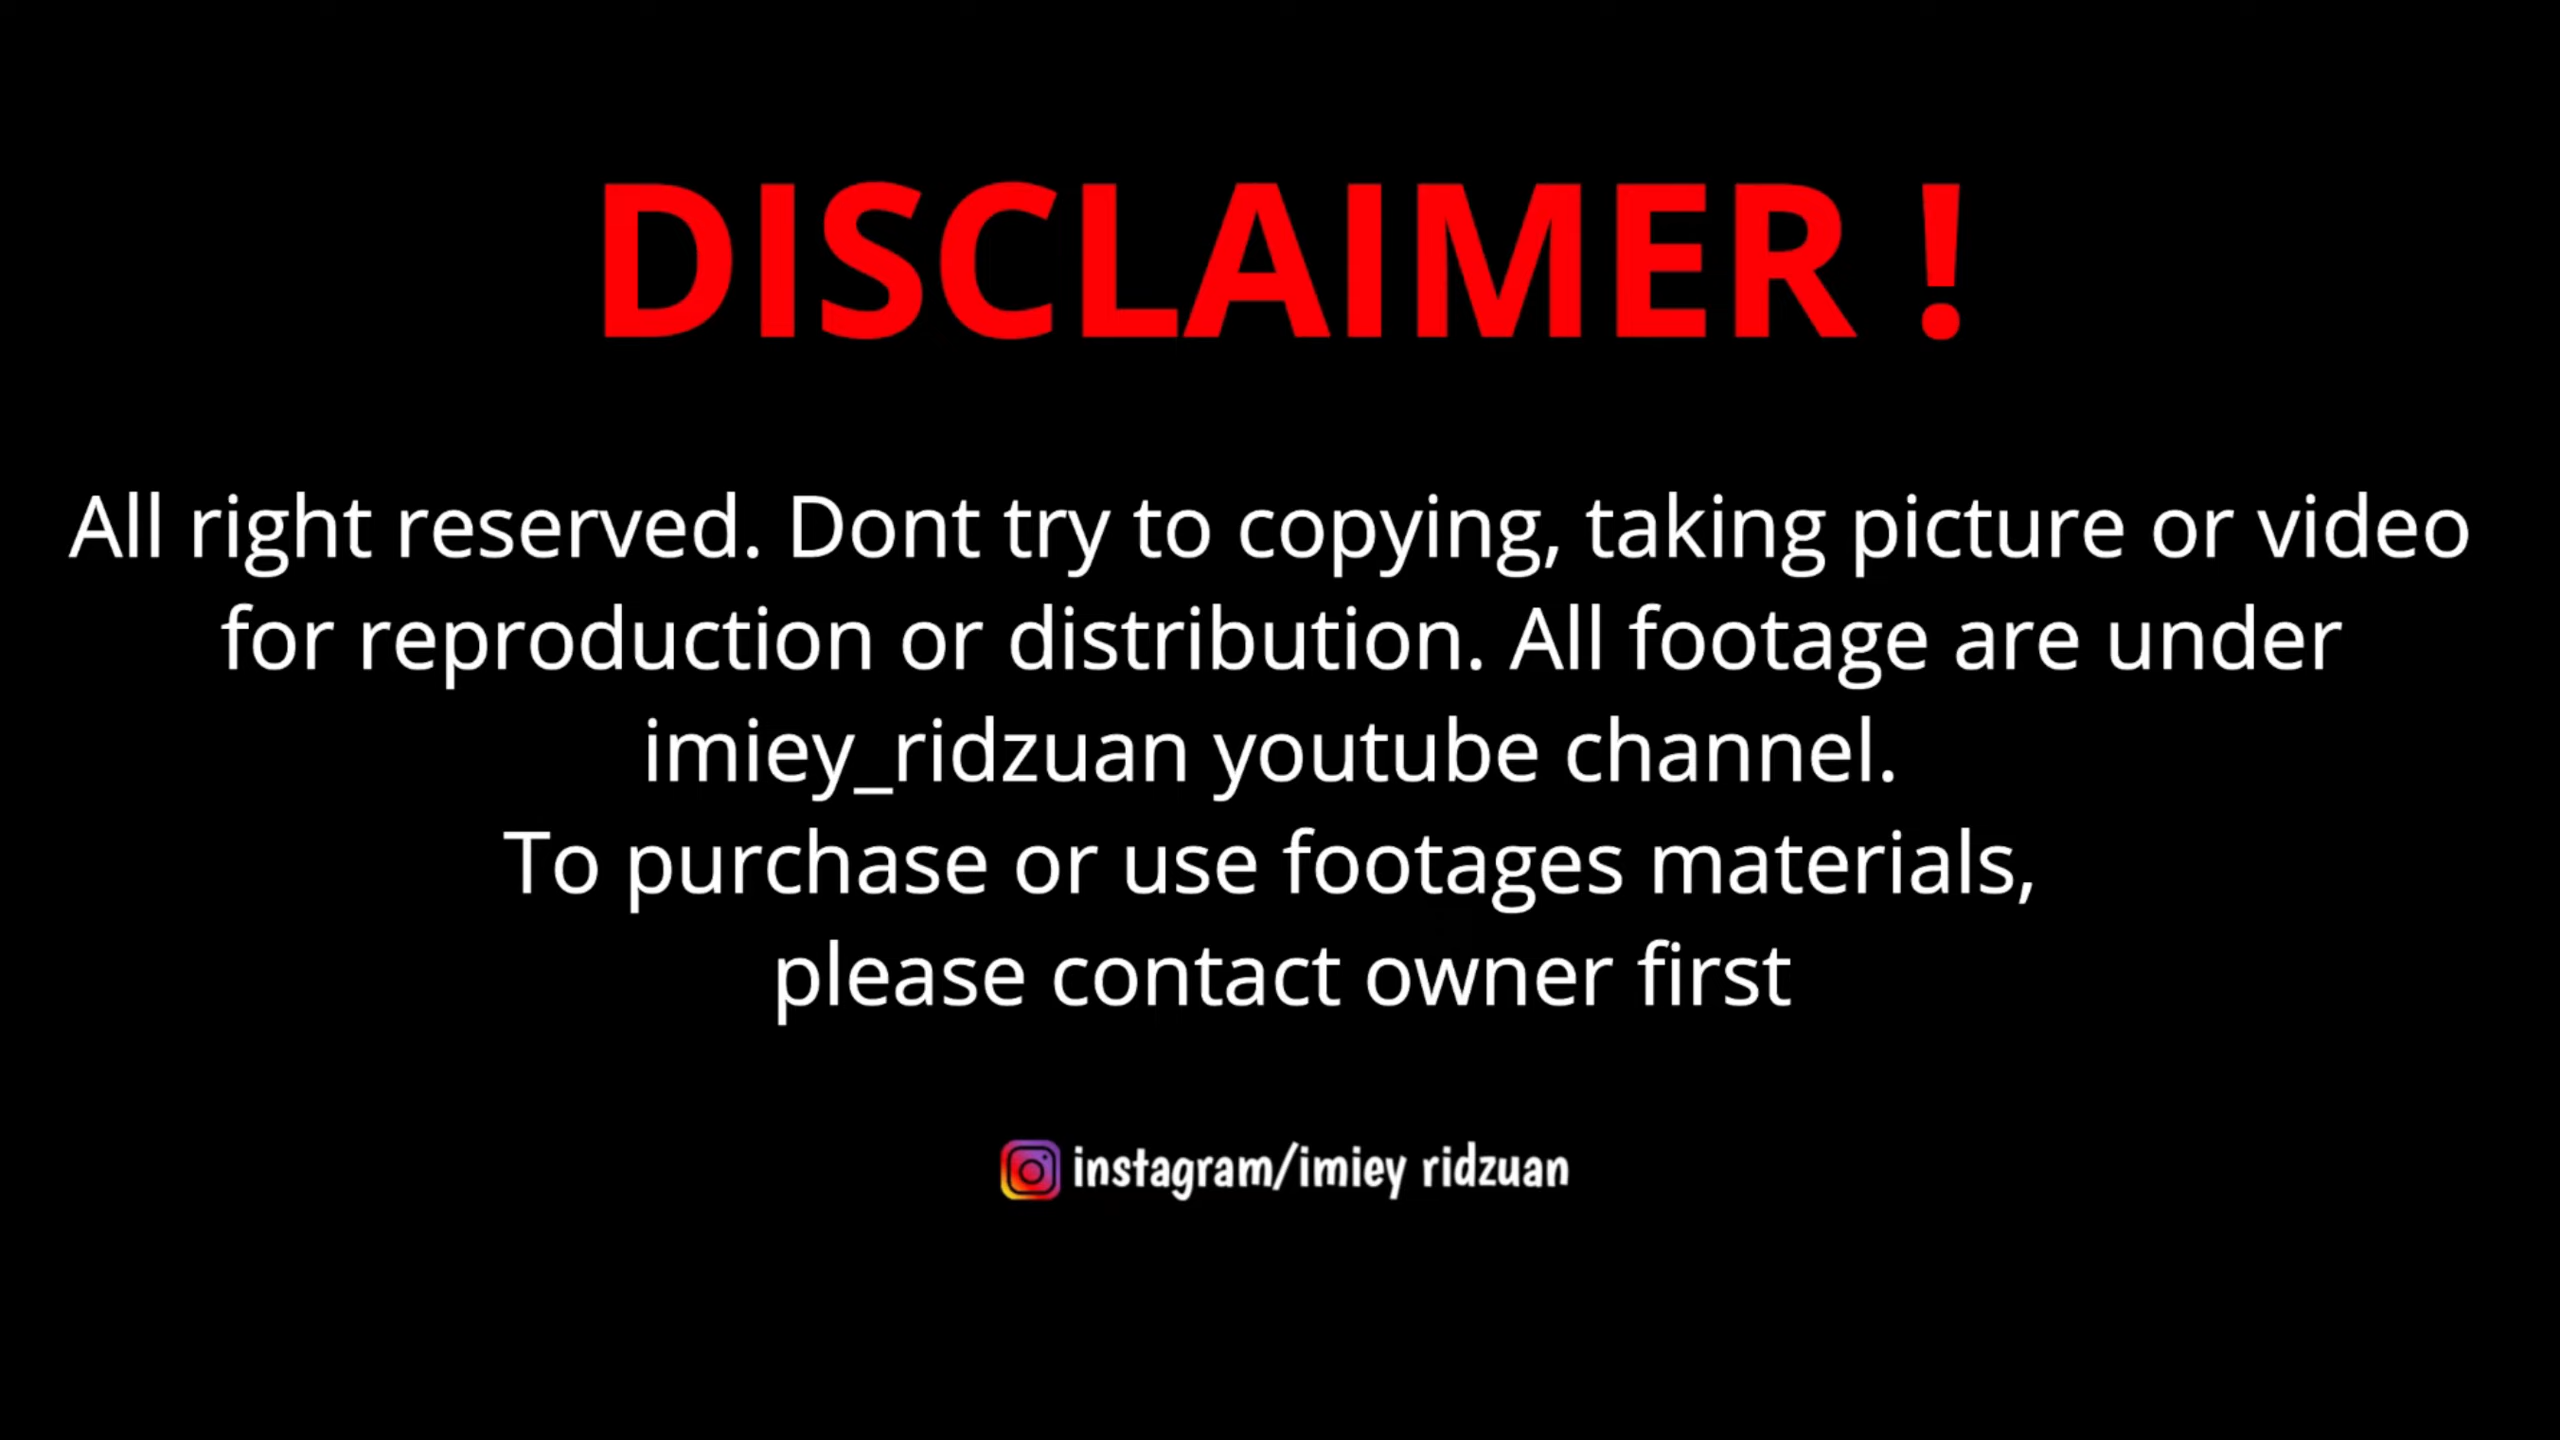 DISCLAIMER !
All right reserved. Dont try to copying, taking picture or video
for reproduction or distribution. All footage are under
imiey_ridzuan youtube channel.
To purchase or use footages materials,
please contact owner first
instagram/imiey ridzuan